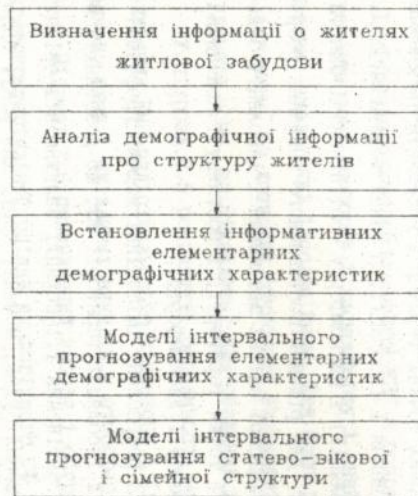 Визначення інформації о жителях
житлової забудови
Аналіз демографічної інформації
про структуру жителів
Встановлення інформативних
елементарних
демографічних характеристик
Моделі інтервального
прогнозування елементарних
демографічних характеристик
Моделі інтервального
прогнозування статево-вікової
і сімейної структури